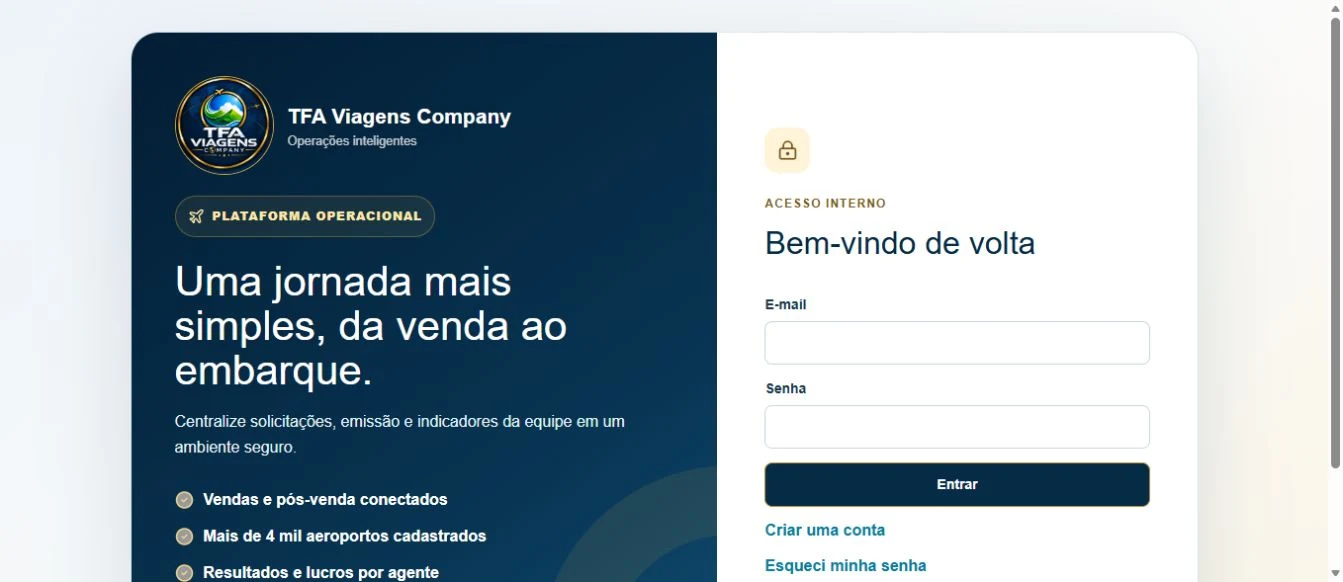 TFA
VIAGENS
COMPANY
TFA Viagens Company
Operações inteligentes
PLATAFORMA OPERACIONAL
Uma jornada mais
simples, da venda ao
embarque.
Centralize solicitações, emissão e indicadores da equipe em um
ambiente seguro.
Vendas e pós-venda conectados
Mais de 4 mil aeroportos cadastrados
Resultados e lucros por agente
ACESSO INTERNO
Bem-vindo de volta
E-mail
Senha
Entrar
Criar uma conta
Esqueci minha senha